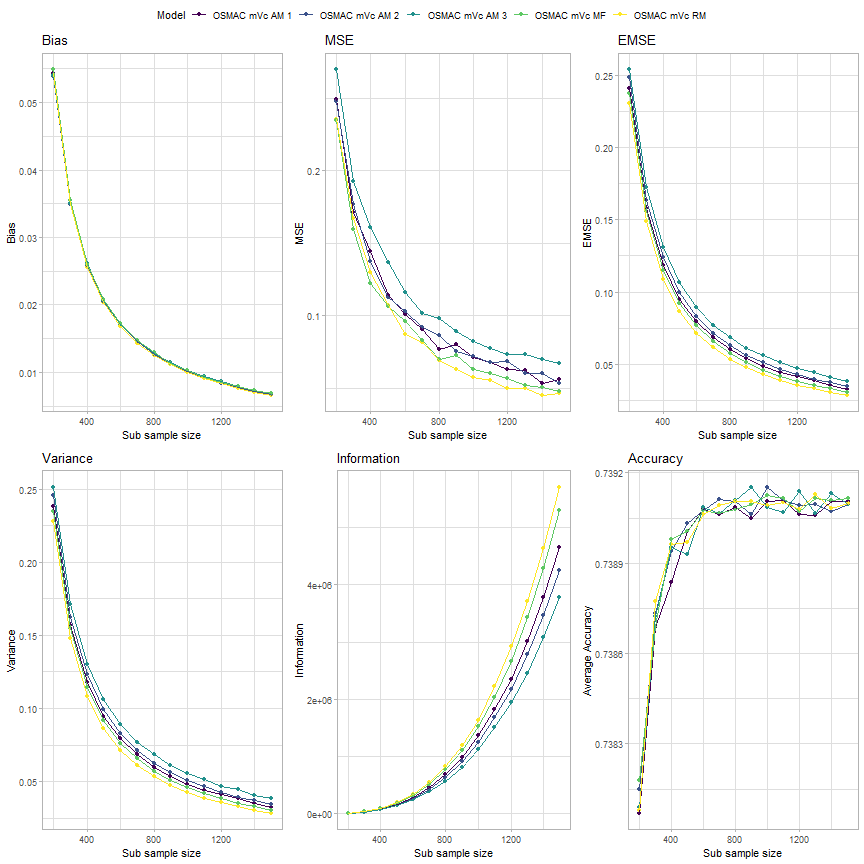 Model OSMAC mVc AM 1 OSMAC mVc AM 2 OSMAC mVc AM 3 OSMAC mVc MF OSMAC mVc RM
Bias
0.05
0.04
0.03
0.02
0.01
Bias
400 800 1200
Sub sample size
MSE
0.2
0.1
MSE
400 800 1200
Sub sample size
EMSE
0.25
0.20
0.15
0.10
0.05
EMSE
400 800 1200
Sub sample size
Variance
0.25
0.20
0.15
0.10
0.05
Variance
400 800 1200
Sub sample size
Information
4e+06
2e+06
0e+00
Information
400 800 1200
Sub sample size
Accuracy
0.7392
0.7389
0.7386
0.7383
Average Accuracy
400 800 1200
Sub sample size